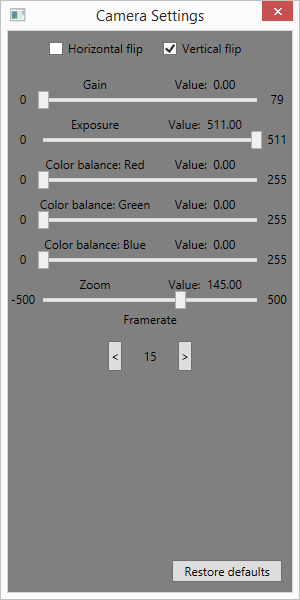 Camera Settings
Horizontal flip Vertical flip
Gain Value: 0.00
0 79
Exposure Value: 511.00
0 511
Color balance: Red Value: 0.00
0 255
Color balance: Green Value: 0.00
0 255
Color balance: Blue Value: 0.00
0 255
Zoom Value: 145.00
-500 500
Framerate
< 15 >
Restore defaults